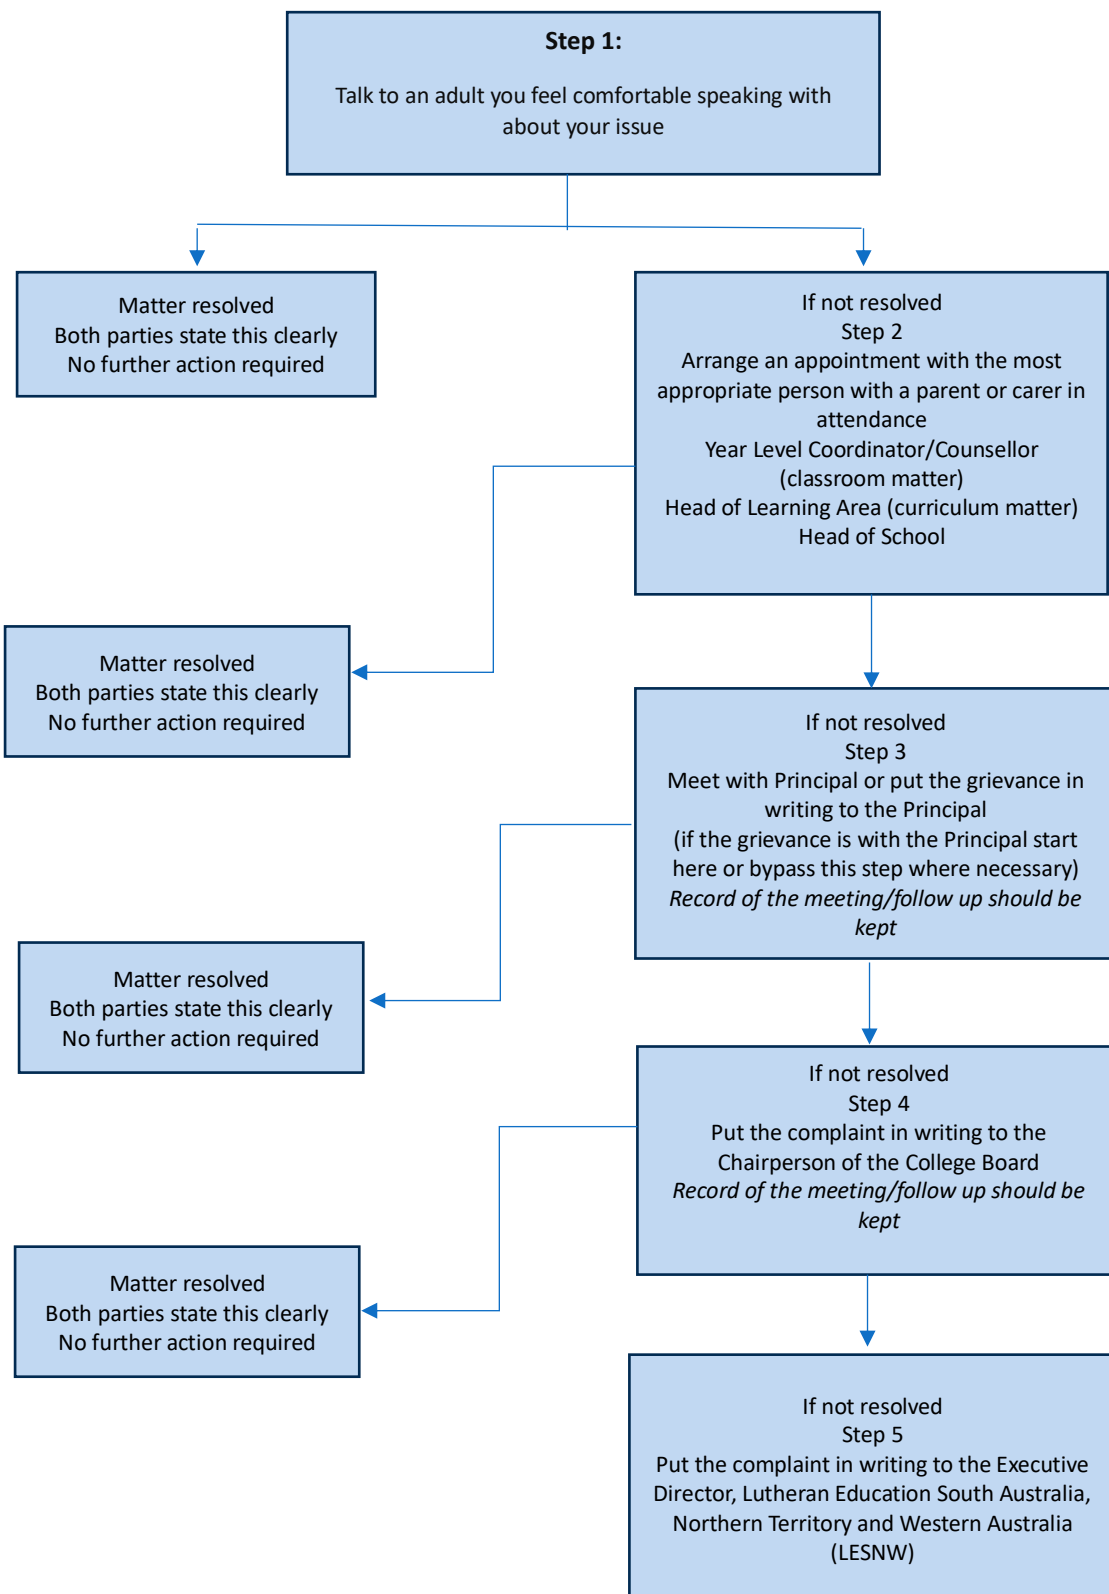 Step 1:
Talk to an adult you feel comfortable speaking with
about your issue
Matter resolved
Both parties state this clearly
No further action required
If not resolved
Step 2
Arrange an appointment with the most
appropriate person with a parent or carer in
attendance
Year Level Coordinator/Counsellor
(classroom matter)
Head of Learning Area (curriculum matter)
Head of School
Matter resolved
Both parties state this clearly
No further action required
If not resolved
Step 3
Meet with Principal or put the grievance in
writing to the Principal
(if the grievance is with the Principal start
here or bypass this step where necessary)
Record of the meeting/follow up should be
kept
Matter resolved
Both parties state this clearly
No further action required
If not resolved
Step 4
Put the complaint in writing to the
Chairperson of the College Board
Record of the meeting/follow up should be
kept
Matter resolved
Both parties state this clearly
No further action required
If not resolved
Step 5
Put the complaint in writing to the Executive
Director, Lutheran Education South Australia,
Northern Territory and Western Australia
(LESNW)